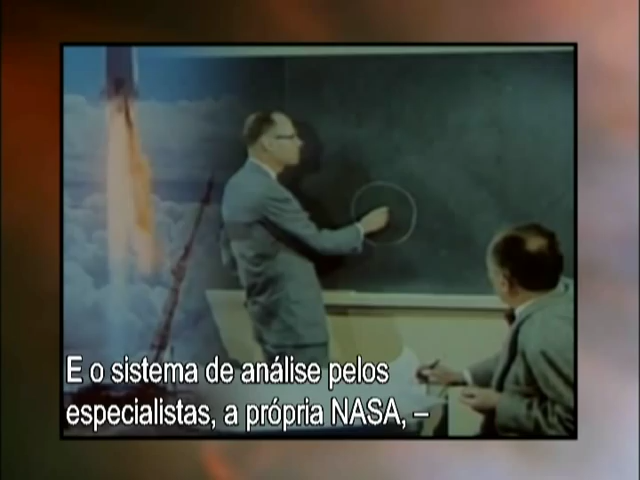 E o sistema de análise pelos
especialistas, a própria NASA, –